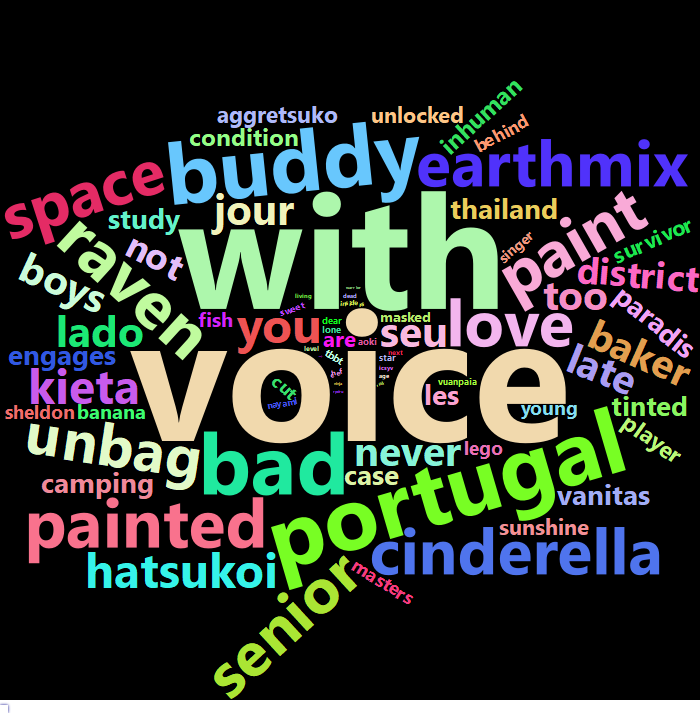 inhuman
aggretsuko
unlocked
behind
condition
buddy
earthmix
space
jour
thailand
study
with
paint
singer
survivor
raven
not
district
boys
too
paradis
living
dead
sweet
fish
you
dear
lone
are
masked
seu
love
lado
aoki
next
baker
engages
level
tbbt
star
late
kieta
cut
age
vuanpaia
les
voice
nayami
young
tinted
sheldon
banana
player
unbag
bad
never
lego
case
camping
portugal
vanitas
painted
sunshine
hatsukoi
cinderella
senior
masters